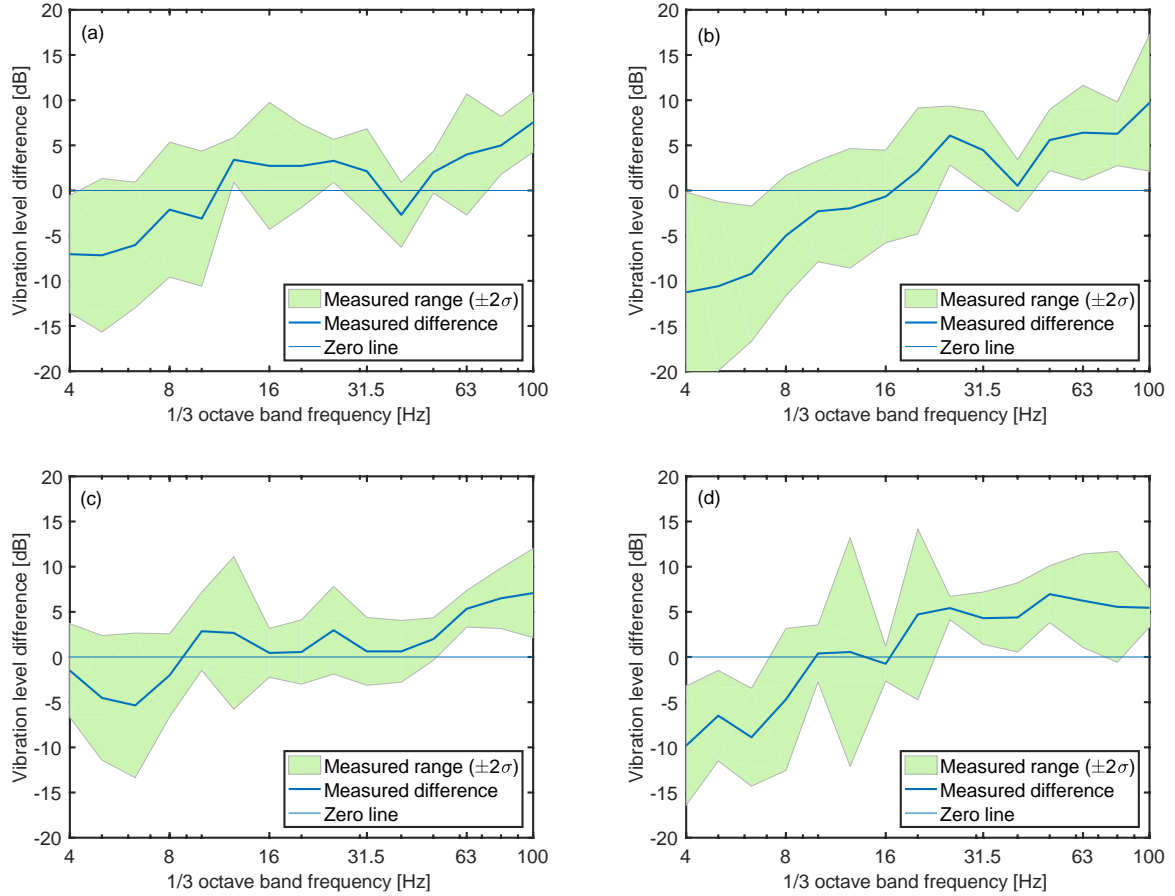 (a)
Vibration level difference [dB]
20
15
10
5
0
-5
-10
-15
-20
Measured range (±2σ)
Measured difference
Zero line
4 8 16 31.5 63 100
1/3 octave band frequency [Hz]
(b)
Vibration level difference [dB]
20
15
10
5
0
-5
-10
-15
-20
Measured range (±2σ)
Measured difference
Zero line
4 8 16 31.5 63 100
1/3 octave band frequency [Hz]
(c)
Vibration level difference [dB]
20
15
10
5
0
-5
-10
-15
-20
Measured range (±2σ)
Measured difference
Zero line
4 8 16 31.5 63 100
1/3 octave band frequency [Hz]
(d)
Vibration level difference [dB]
20
15
10
5
0
-5
-10
-15
-20
Measured range (±2σ)
Measured difference
Zero line
4 8 16 31.5 63 100
1/3 octave band frequency [Hz]